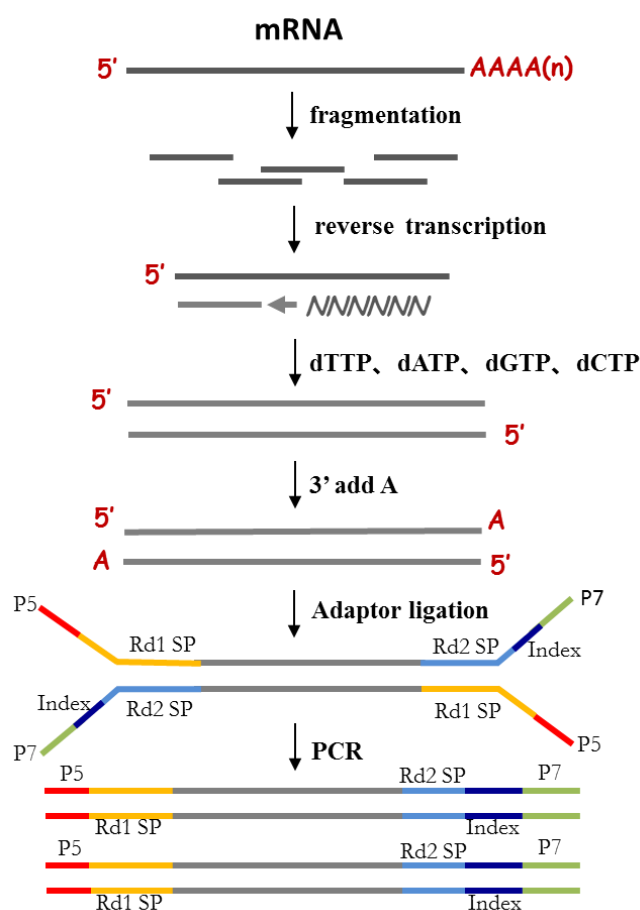 mRNA
5' AAAA(n)
fragmentation
reverse transcription
5'
NNNNNN
dTTP、dATP、dGTP、dCTP
5'
5'
3' add A
5' A
A 5'
Adaptor ligation
P5 P7
Rd1 SP Rd2 SP Index
Index Rd2 SP Rd1 SP
P7 P5
PCR
P5 Rd2 SP P7
Rd1 SP Index
P5 Rd2 SP P7
Rd1 SP Index